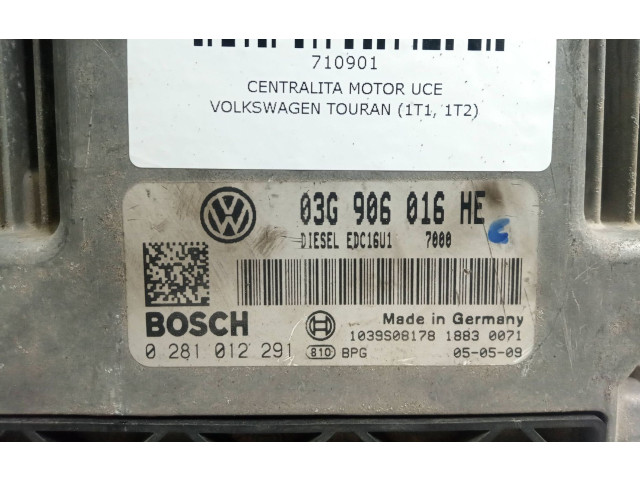 710901
CENTRALITA MOTOR UCE
VOLKSWAGEN TOURAN (1T1, 1T2)
03G 906 016 HE
DIESEL EDC16U1 7000
BOSCH
Made in Germany
1039S08178 1883 0071
0 281 012 291 810 BPG 05-05-09